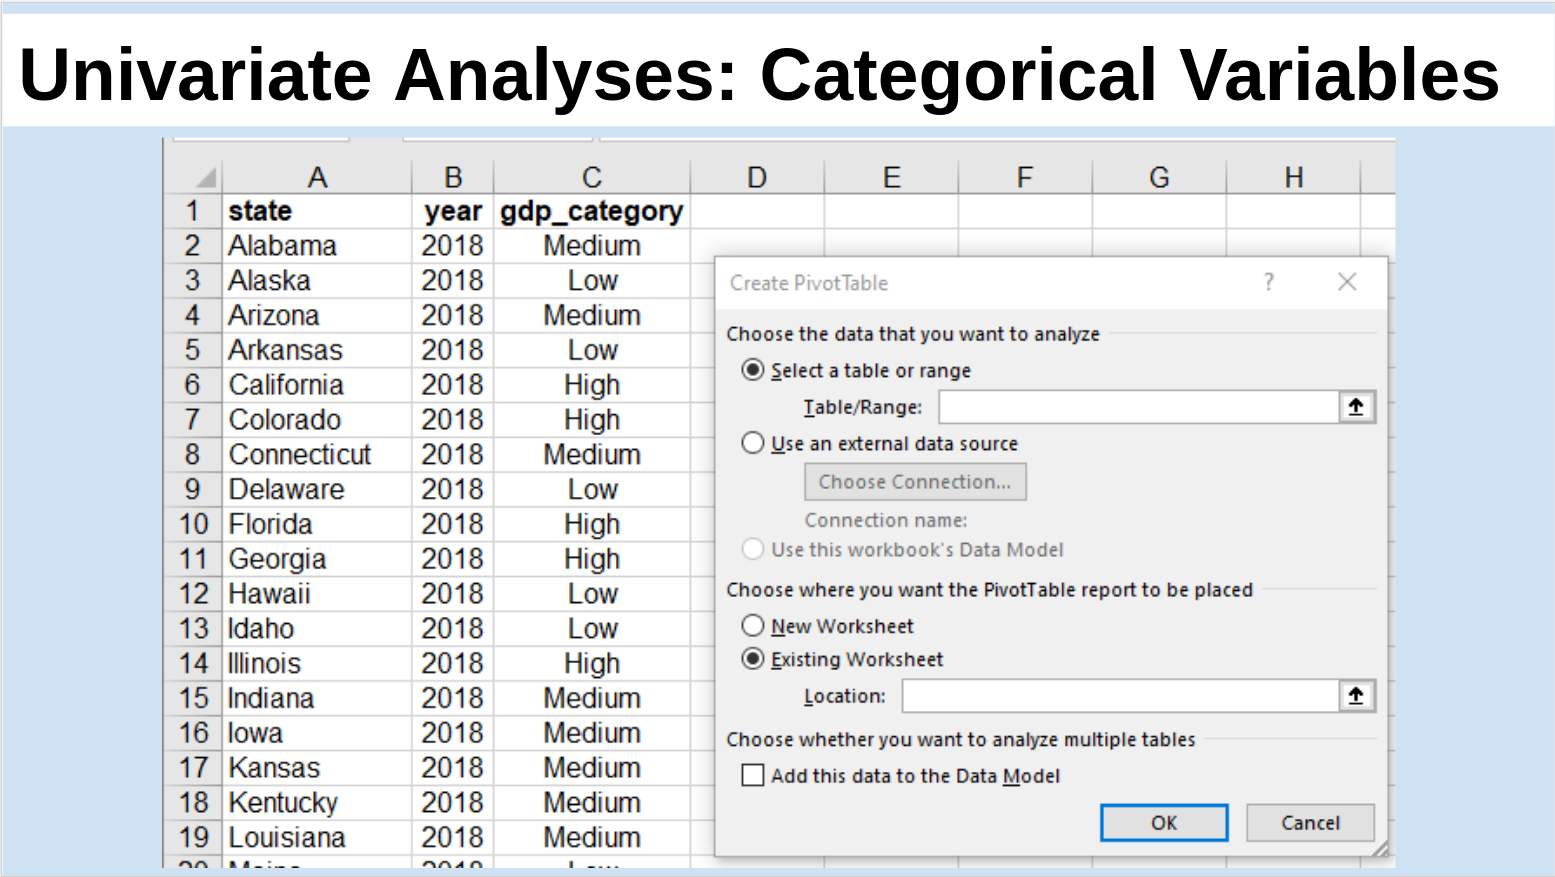 Univariate Analyses: Categorical Variables
A B C D E F G H
1 state year gdp_category
2 Alabama 2018 Medium
3 Alaska 2018 Low
4 Arizona 2018 Medium
5 Arkansas 2018 Low
6 California 2018 High
7 Colorado 2018 High
8 Connecticut 2018 Medium
9 Delaware 2018 Low
10 Florida 2018 High
11 Georgia 2018 High
12 Hawaii 2018 Low
13 Idaho 2018 Low
14 Illinois 2018 High
15 Indiana 2018 Medium
16 Iowa 2018 Medium
17 Kansas 2018 Medium
18 Kentucky 2018 Medium
19 Louisiana 2018 Medium
Create PivotTable ?
Choose the data that you want to analyze
Select a table or range
Table/Range:
Use an external data source
Choose Connection...
Connection name:
Use this workbook's Data Model
Choose where you want the PivotTable report to be placed
New Worksheet
Existing Worksheet
Location:
Choose whether you want to analyze multiple tables
Add this data to the Data Model
OK Cancel